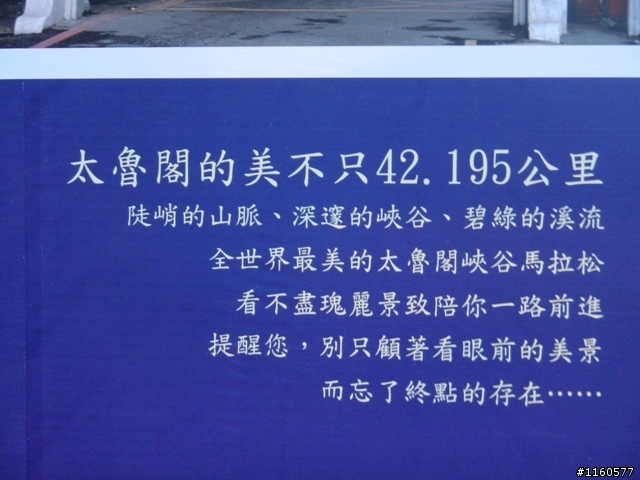 太魯閣的美不只42.195公里
陡峭的山脈、深邃的峽谷、碧綠的溪流
全世界最美的太魯閣峽谷馬拉松
看不盡瑰麗景致陪你一路前進
提醒您，別只顧著看眼前的美景
而忘了終點的存在⋯⋯
#1160577